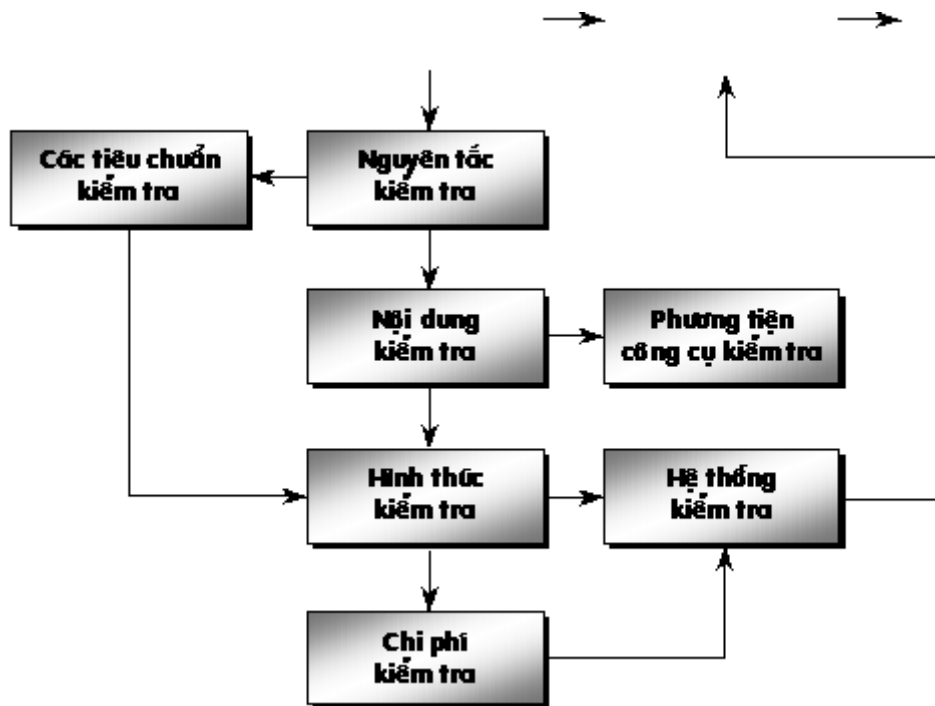 Các tiêu chuẩn
kiểm tra
Nguyên tắc
kiểm tra
Nội dung
kiểm tra
Phương tiện
công cụ kiểm tra
Hình thức
kiểm tra
Hệ thống
kiểm tra
Chi phí
kiểm tra